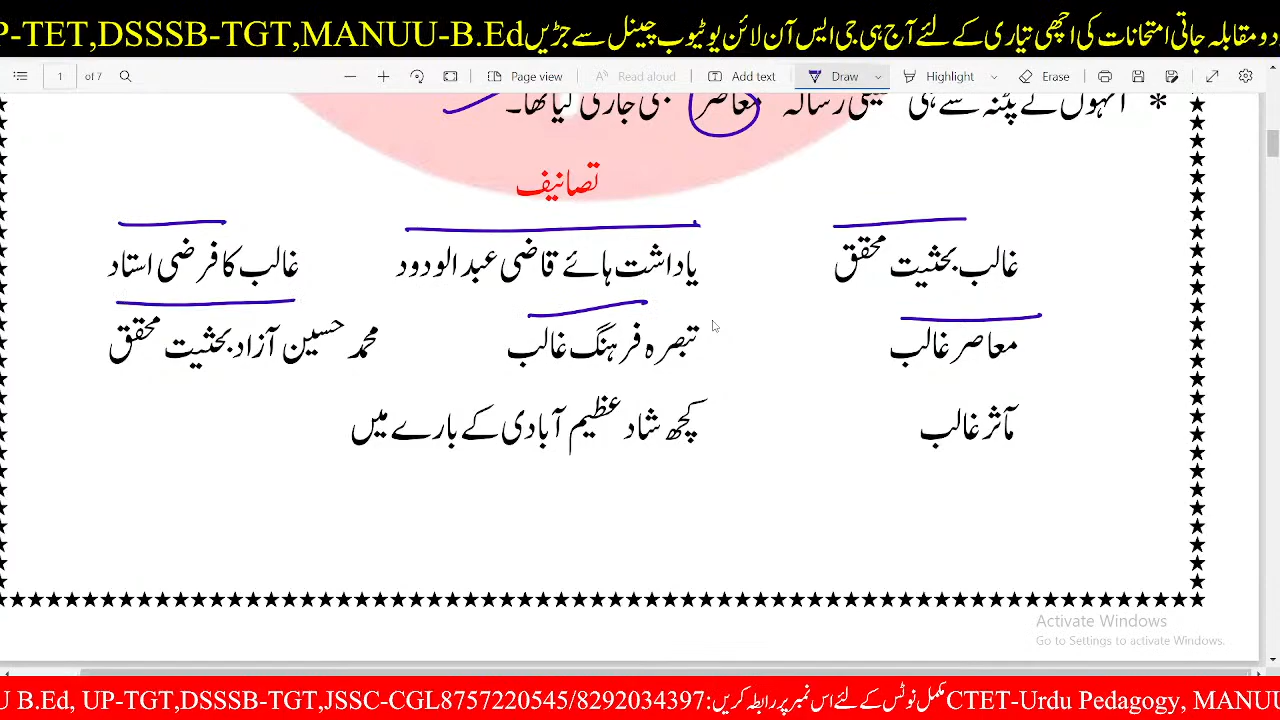 دو مقابلہ جاتی امتحانات کی اچھی تیاری کے لئے آج ہی جی ایس آن لائن یوٹیوب چینل سے جڑیں P-TET,DSSSB-TGT,MANUU-B.Ed
1 of 7 Page view Read aloud Add text Draw Highlight Erase
* انہوں نے پٹنہ سے ہی رسالہ معاصر بھی جاری کیا تھا۔
تصانیف
غالب بحثیت محقق یاداشت ہائے قاضی عبدالودود غالب کا فرضی استاد
معاصر غالب تبصرہ فرہنگ غالب محمد حسین آزاد بحثیت محقق
مآثر غالب کچھ شاد عظیم آبادی کے بارے میں
Activate Windows
Go to Settings to activate Windows.
U B.Ed, UP-TGT,DSSSB-TGT,JSSC-CGL8757220545/8292034397:مکمل نوٹس کے لئے اس نمبر پر رابطہ کریں CTET-Urdu Pedagogy, MANUU